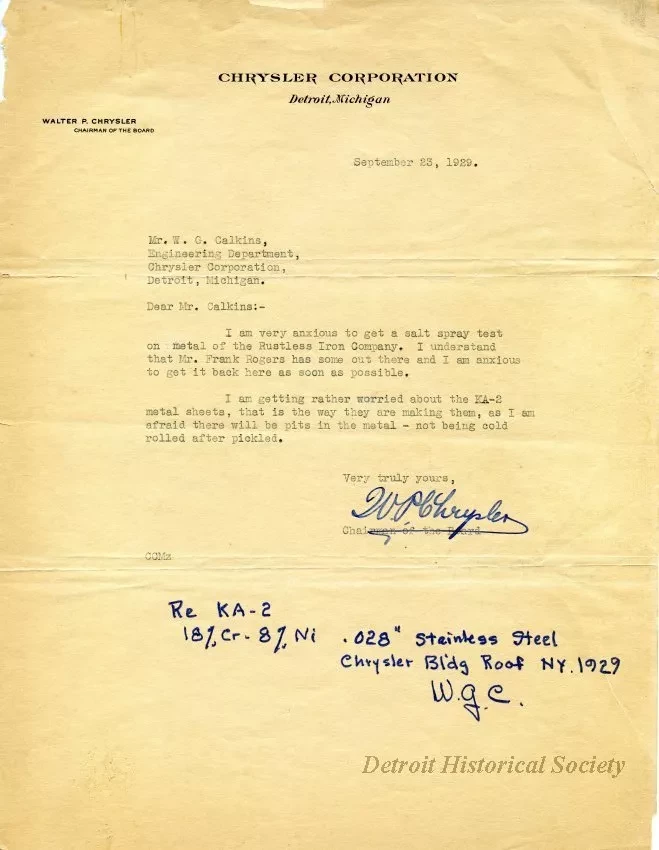 CHRYSLER CORPORATION
Detroit, Michigan
WALTER P. CHRYSLER
CHAIRMAN OF THE BOARD
September 23, 1929.
Mr. W. G. Calkins,
Engineering Department,
Chrysler Corporation,
Detroit, Michigan.
Dear Mr. Calkins:-
I am very anxious to get a salt spray test
on metal of the Rustless Iron Company. I understand
that Mr. Frank Rogers has some out there and I am anxious
to get it back here as soon as possible.
I am getting rather worried about the KA-2
metal sheets, that is the way they are making them, as I am
afraid there will be pits in the metal - not being cold
rolled after pickled.
Very truly yours,
W.P.Chrysler
Chairman of the Board
CCMz
Re KA-2
18% Cr - 8% Ni .028" Stainless Steel
Chrysler Bldg Roof NY. 1929
W.G.C.
Detroit Historical Society